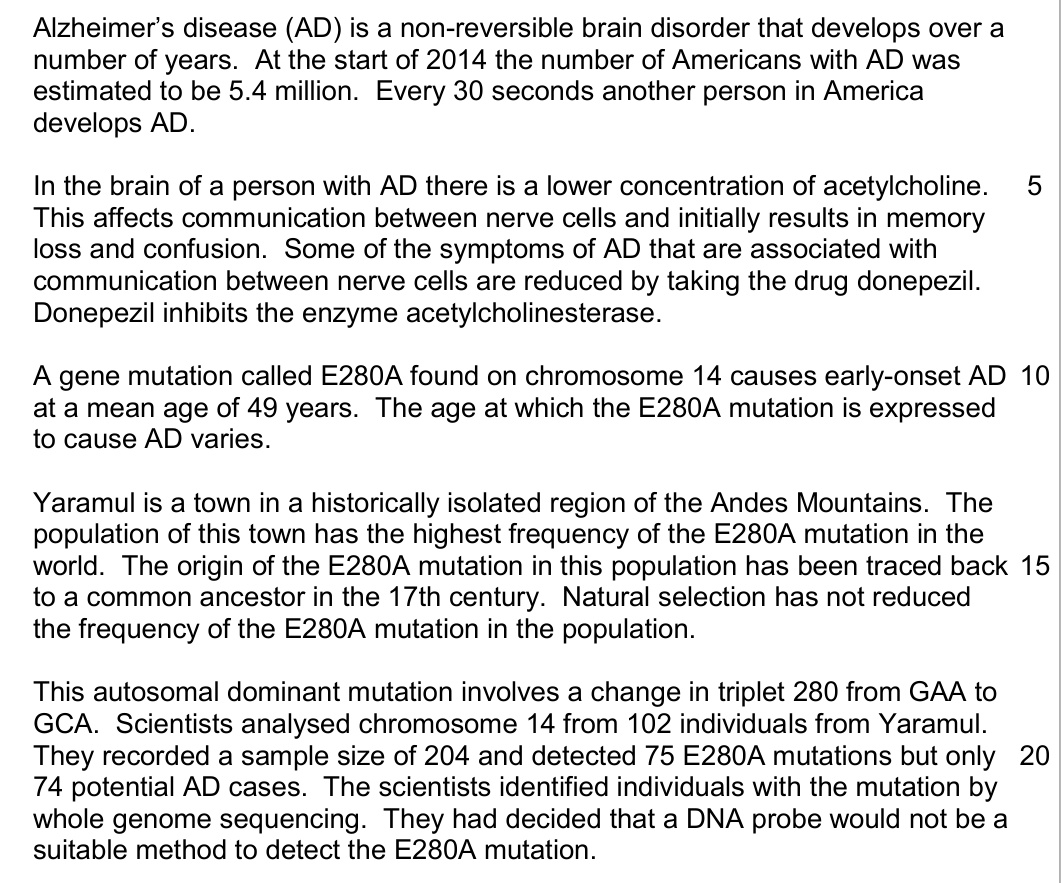 Alzheimer’s disease (AD) is a non-reversible brain disorder that develops over a
number of years.  At the start of 2014 the number of Americans with AD was
estimated to be 5.4 million.  Every 30 seconds another person in America
develops AD.
In the brain of a person with AD there is a lower concentration of acetylcholine. 5
This affects communication between nerve cells and initially results in memory
loss and confusion.  Some of the symptoms of AD that are associated with
communication between nerve cells are reduced by taking the drug donepezil.
Donepezil inhibits the enzyme acetylcholinesterase.
A gene mutation called E280A found on chromosome 14 causes early-onset AD 10
at a mean age of 49 years.  The age at which the E280A mutation is expressed
to cause AD varies.
Yaramul is a town in a historically isolated region of the Andes Mountains.  The
population of this town has the highest frequency of the E280A mutation in the
world.  The origin of the E280A mutation in this population has been traced back 15
to a common ancestor in the 17th century.  Natural selection has not reduced
the frequency of the E280A mutation in the population.
This autosomal dominant mutation involves a change in triplet 280 from GAA to
GCA.  Scientists analysed chromosome 14 from 102 individuals from Yaramul.
They recorded a sample size of 204 and detected 75 E280A mutations but only 20
74 potential AD cases.  The scientists identified individuals with the mutation by
whole genome sequencing.  They had decided that a DNA probe would not be a
suitable method to detect the E280A mutation.